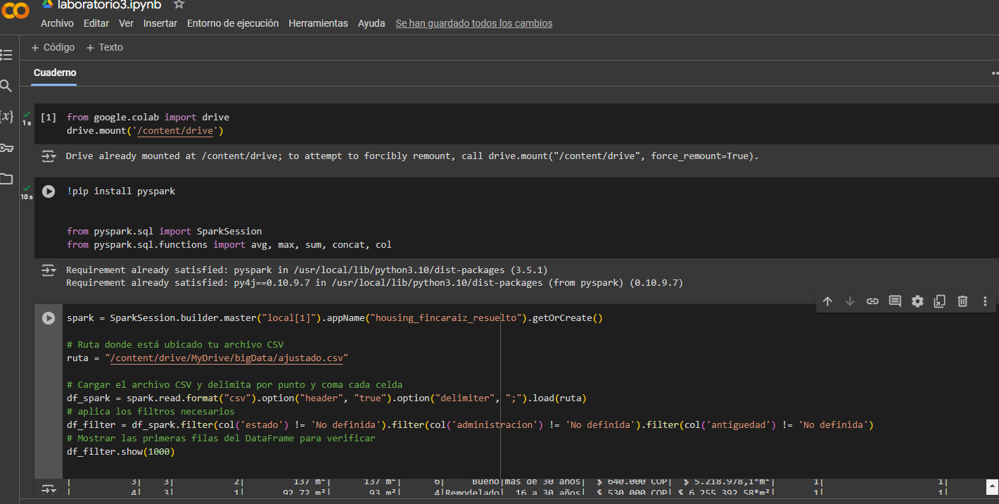 laboratorio3.ipynb
Archivo Editar Ver Insertar Entorno de ejecución Herramientas Ayuda Se han guardado todos los cambios
+ Código + Texto
Cuaderno
[1] from google.colab import drive
1 s
drive.mount('/content/drive')
Drive already mounted at /content/drive; to attempt to forcibly remount, call drive.mount("/content/drive", force_remount=True).
!pip install pyspark
10 s
from pyspark.sql import SparkSession
from pyspark.sql.functions import avg, max, sum, concat, col
Requirement already satisfied: pyspark in /usr/local/lib/python3.10/dist-packages (3.5.1)
Requirement already satisfied: py4j==0.10.9.7 in /usr/local/lib/python3.10/dist-packages (from pyspark) (0.10.9.7)
spark = SparkSession.builder.master("local[1]").appName("housing_fincaraiz_resuelto").getOrCreate()
# Ruta donde está ubicado tu archivo CSV
ruta = "/content/drive/MyDrive/bigData/ajustado.csv"
# Cargar el archivo CSV y delimita por punto y coma cada celda
df_spark = spark.read.format("csv").option("header", "true").option("delimiter", ";").load(ruta)
# aplica los filtros necesarios
df_filter = df_spark.filter(col('estado') != 'No definida').filter(col('administracion') != 'No definida').filter(col('antiguedad') != 'No definida')
# Mostrar las primeras filas del DataFrame para verificar
df_filter.show(1000)
| 3| 3| 2| 137 m²| 137 m²| 6| Bueno|más de 30 años| $ 640.000 COP| $ 5.218.978,1*m²| 1| 1|
| 4| 3| 1| 92.72 m²| 93 m²| 4|Remodelado| 16 a 30 años| $ 530.000 COP| $ 6.255.392,58*m²| 1| 1|